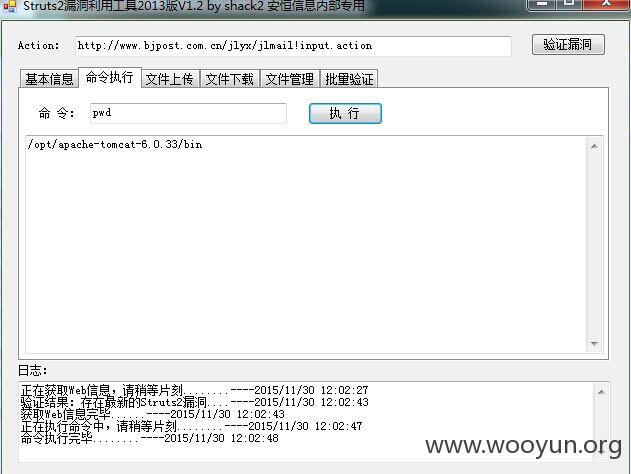 Struts2漏洞利用工具2013版V1.2 by shack2 安恒信息内部专用
Action: http://www.bjpost.com.cn/jlyx/jlmail!input.action 验证漏洞
基本信息 命令执行 文件上传 文件下载 文件管理 批量验证
命 令: pwd 执 行
/opt/apache-tomcat-6.0.33/bin
日志:
正在获取Web信息，请稍等片刻........----2015/11/30 12:02:27
验证结果：存在最新的Struts2漏洞....----2015/11/30 12:02:43
获取Web信息完毕......----2015/11/30 12:02:43
正在执行命令中，请稍等片刻........----2015/11/30 12:02:47
命令执行完毕........----2015/11/30 12:02:48
www.wooyun.org